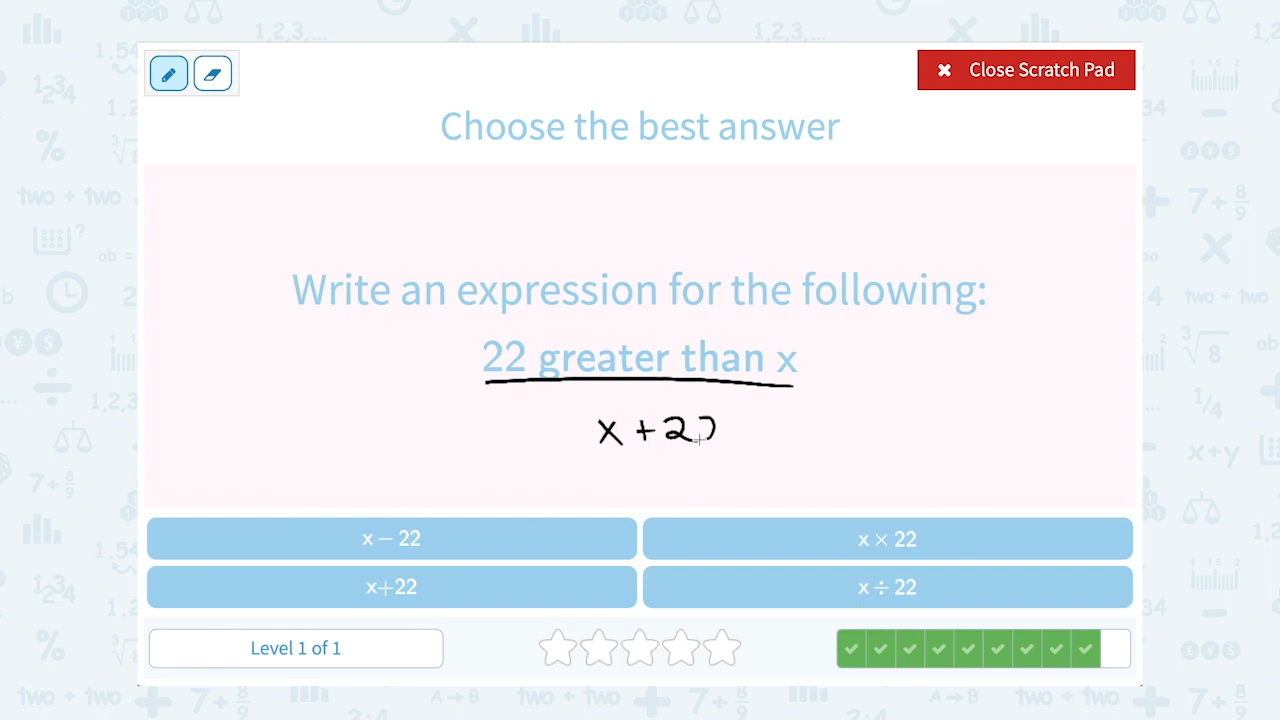 Close Scratch Pad
Choose the best answer
Write an expression for the following:
22 greater than x
x + 2
x − 22
x × 22
x+22
x ÷ 22
Level 1 of 1